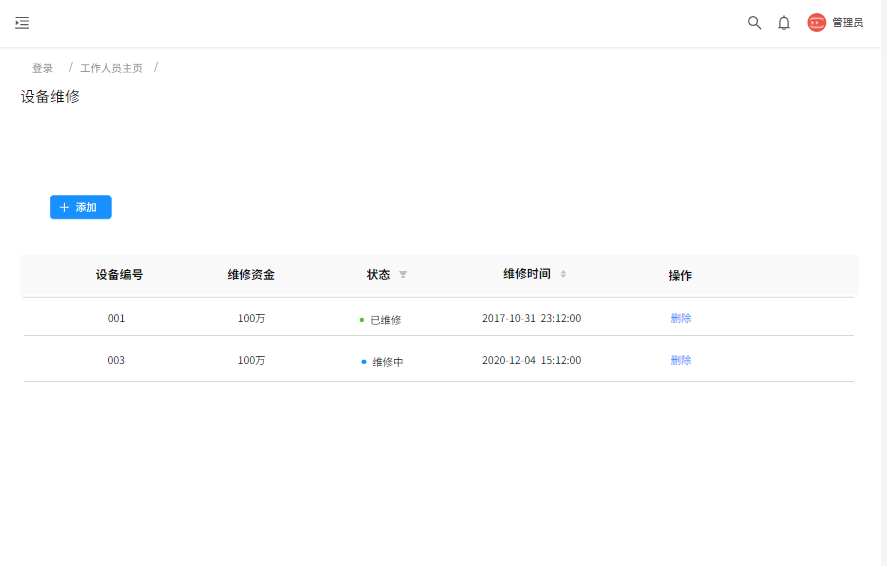 管理员
登录 / 工作人员主页 /
设备维修
添加
设备编号 维修资金 状态 维修时间 操作
001 100万 已维修 2017-10-31 23:12:00 删除
003 100万 维修中 2020-12-04 15:12:00 删除